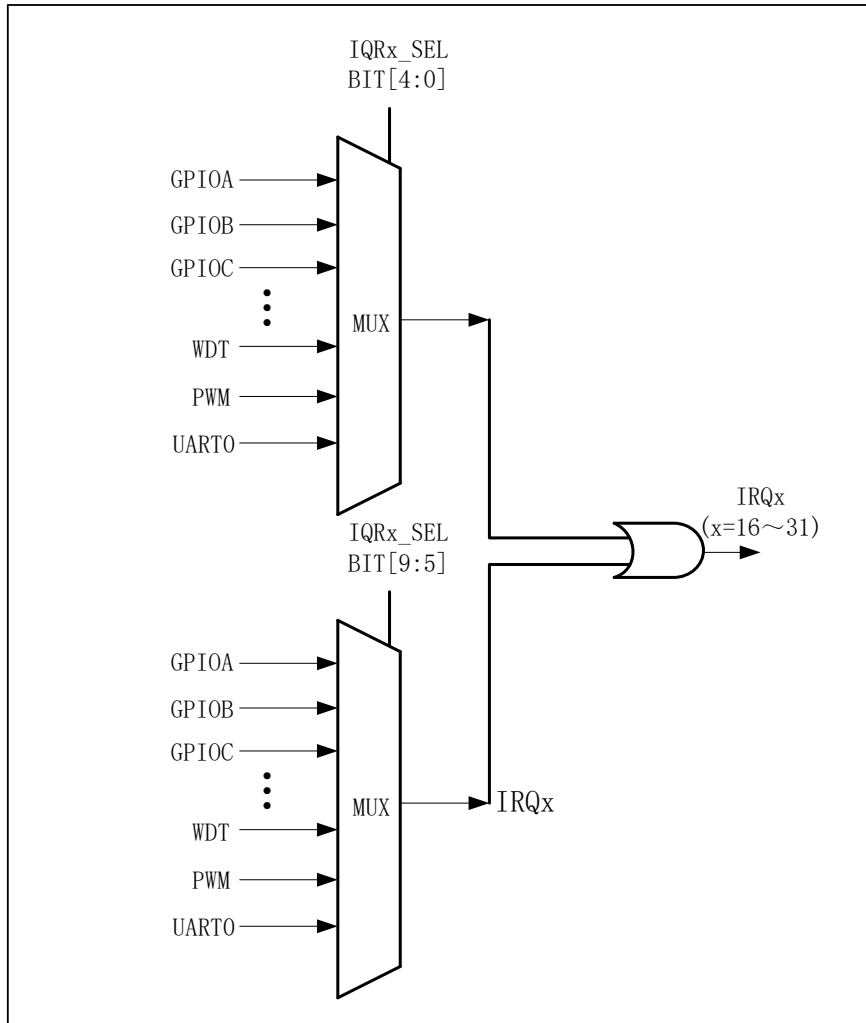 IQRx_SEL
BIT[4:0]
GPIOA
GPIOB
GPIOC
MUX
WDT
PWM
UART0
IRQx
(x=16～31)
IQRx_SEL
BIT[9:5]
GPIOA
GPIOB
GPIOC
MUX
IRQx
WDT
PWM
UART0